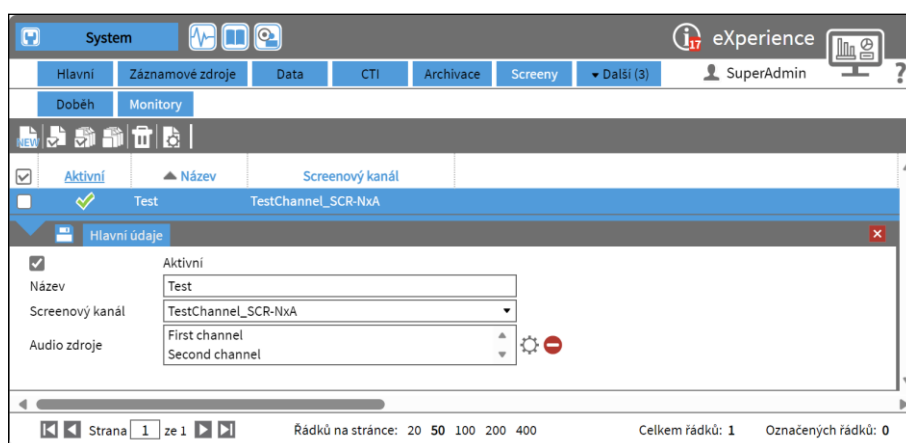 System 17 eXperience
Hlavní Záznamové zdroje Data CTI Archivace Screeny Další (3) SuperAdmin ?
Doběh Monitory
NEW
Aktivní Název Screenový kanál
Test TestChannel_SCR-NxA
Hlavní údaje
Aktivní
Název Test
Screenový kanál TestChannel_SCR-NxA
Audio zdroje First channel
Second channel
Strana 1 ze 1 Řádků na stránce: 20 50 100 200 400 Celkem řádků: 1 Označených řádků: 0